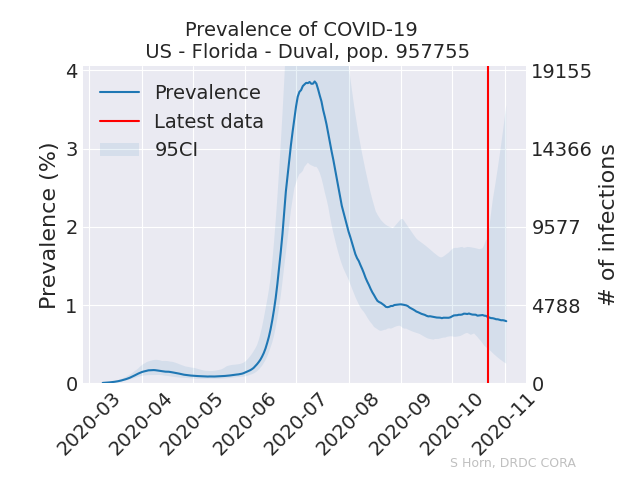 Prevalence of COVID-19
US - Florida - Duval, pop. 957755
Prevalence (%)
4
3
2
1
0
Prevalence
Latest data
95CI
19155
14366
9577
4788
0
# of infections
2020-03
2020-04
2020-05
2020-06
2020-07
2020-08
2020-09
2020-10
2020-11
S Horn, DRDC CORA